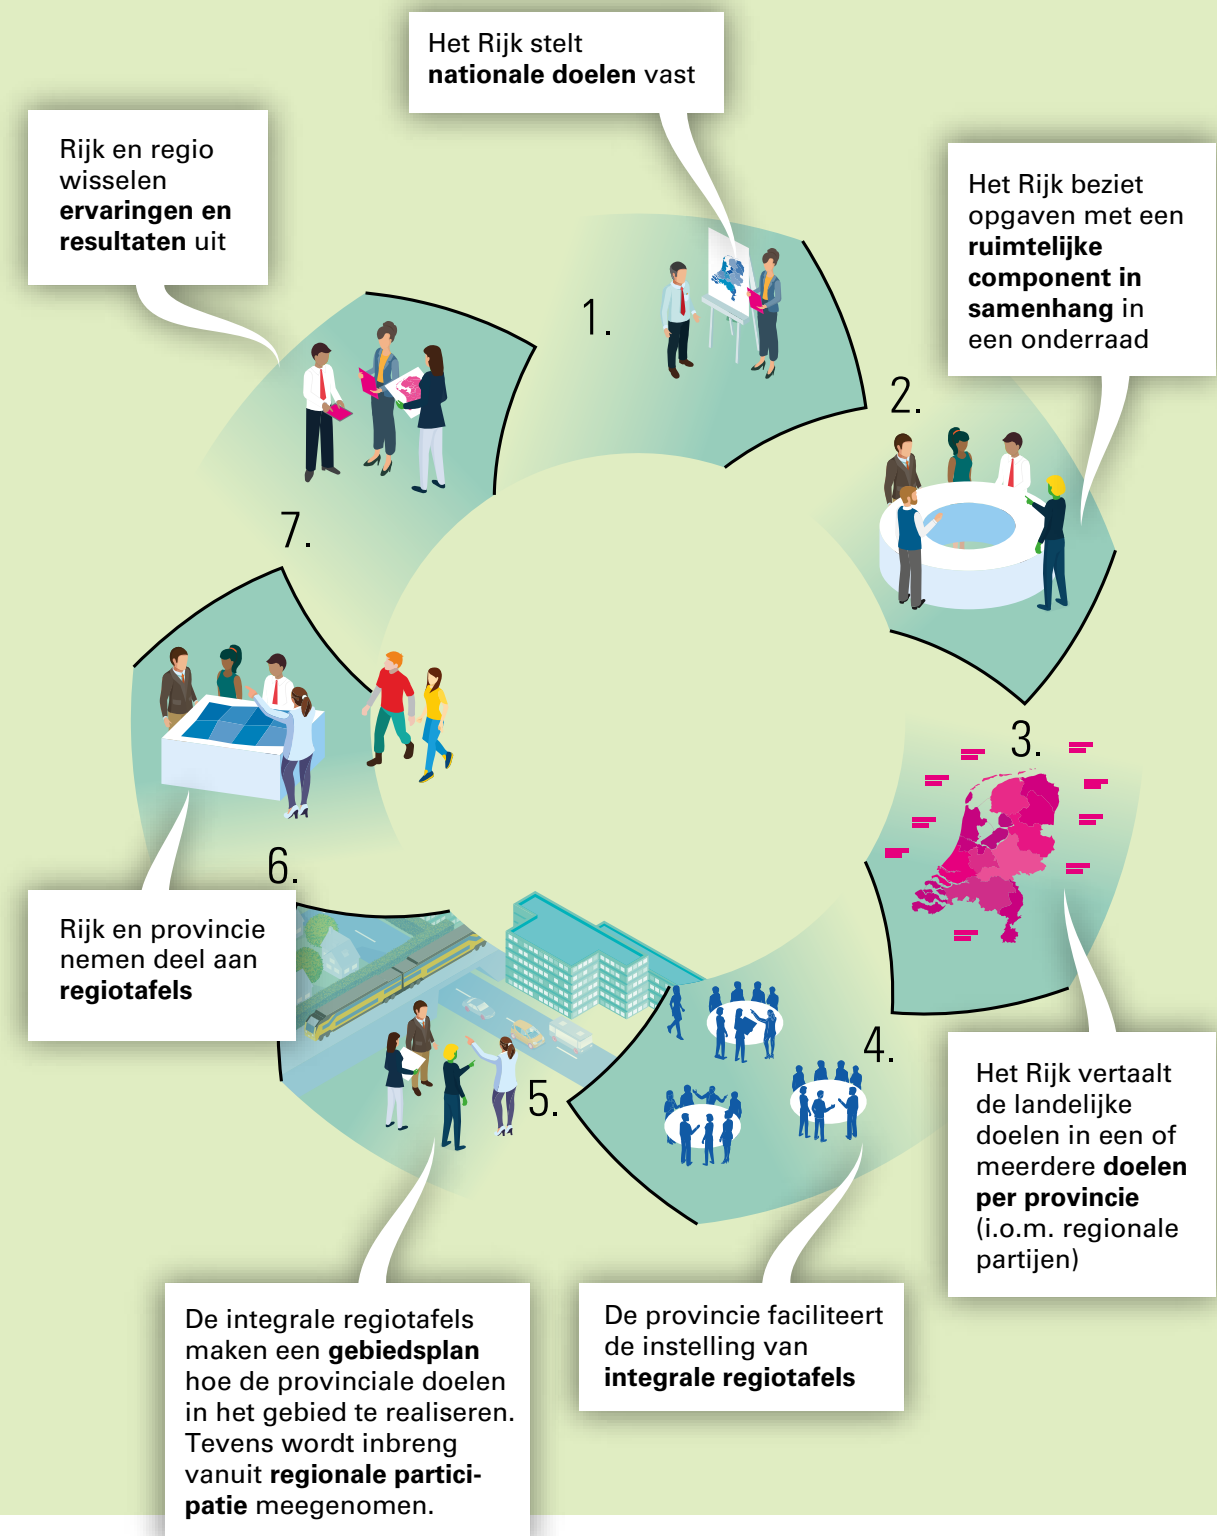 1.
Het Rijk stelt
nationale doelen vast
2.
Het Rijk beziet
opgaven met een
ruimtelijke
component in
samenhang in
een onderraad
3.
Het Rijk vertaalt
de landelijke
doelen in een of
meerdere doelen
per provincie
(i.o.m. regionale
partijen)
4.
De provincie faciliteert
de instelling van
integrale regiotafels
5.
De integrale regiotafels
maken een gebiedsplan
hoe de provinciale doelen
in het gebied te realiseren.
Tevens wordt inbreng
vanuit regionale partici-
patie meegenomen.
6.
Rijk en provincie
nemen deel aan
regiotafels
7.
Rijk en regio
wisselen
ervaringen en
resultaten uit